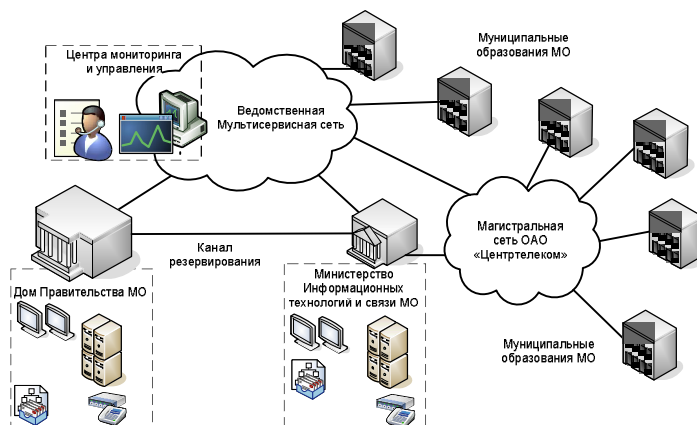 Муниципальные
образования МО
Центра мониторинга
и управления
Ведомственная
Мультисервисная сеть
Магистральная
сеть ОАО
«Центртелеком»
Канал
резервирования
Дом Правительства МО
Министерство
Информационных
технологий и связи МО
Муниципальные
образования МО